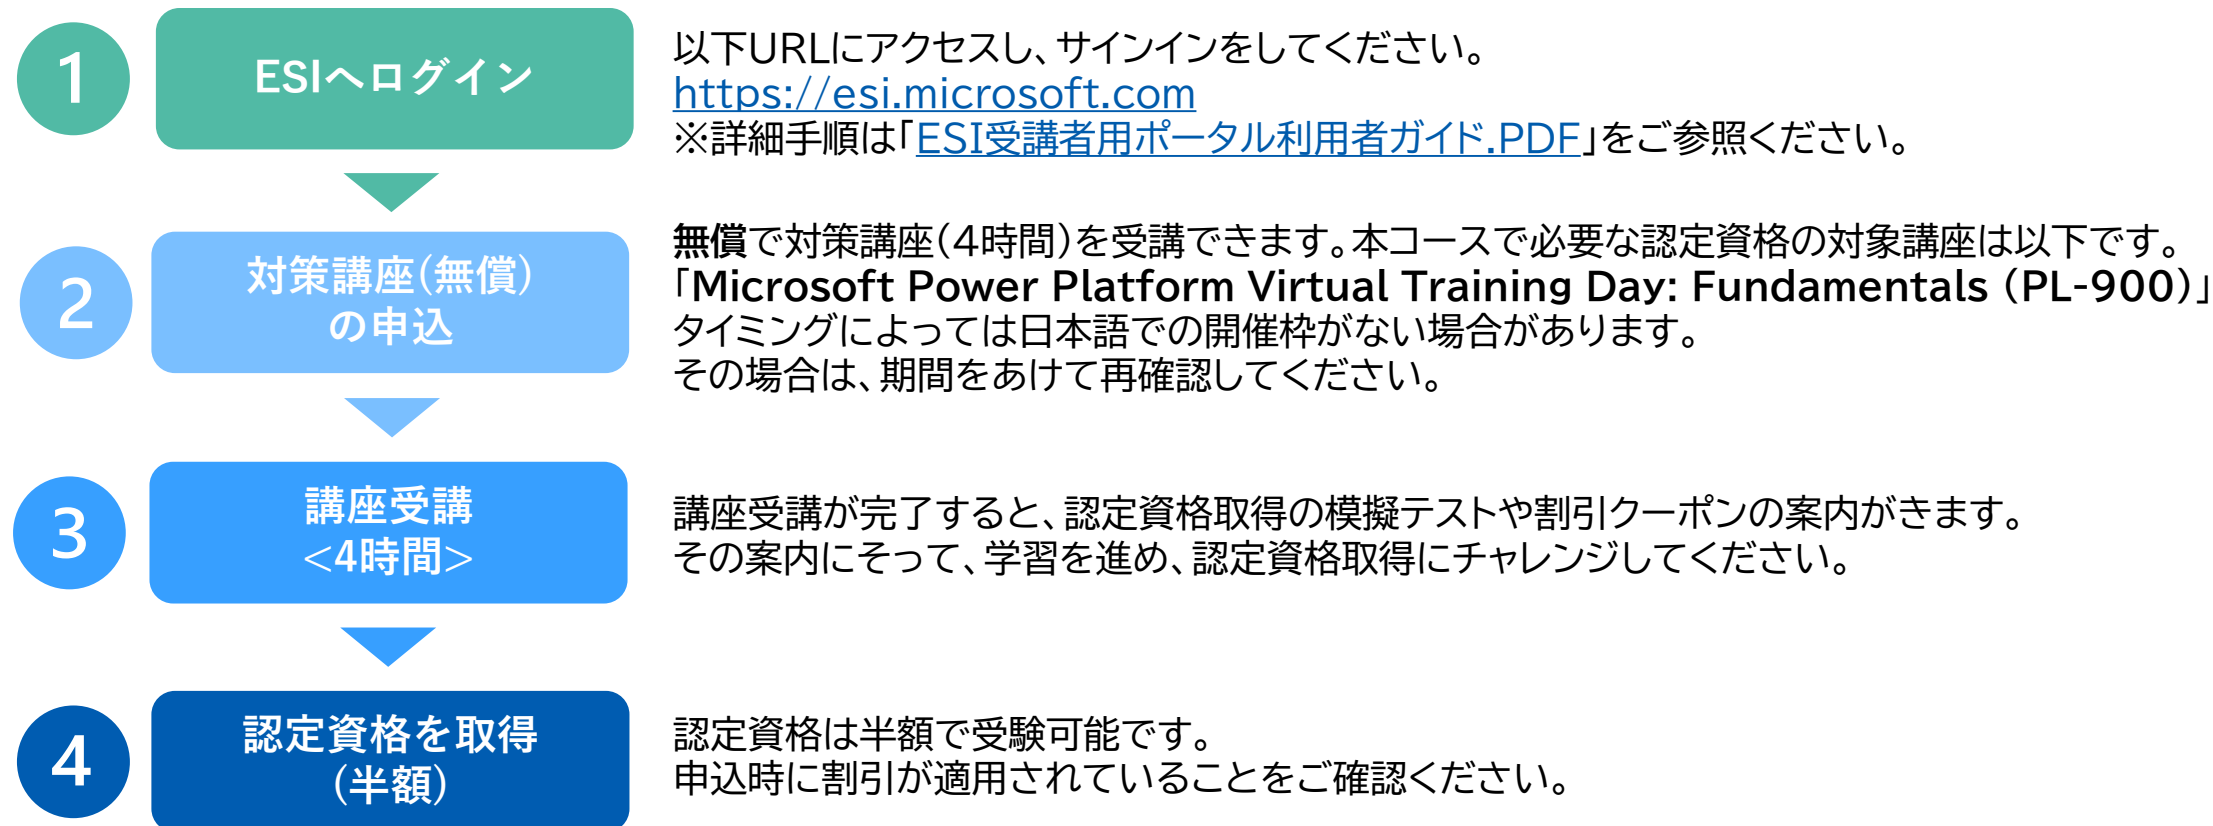 1
ESIへログイン
以下URLにアクセスし、サインインをしてください。
https://esi.microsoft.com
※詳細手順は「ESI受講者用ポータル利用者ガイド.PDF」をご参照ください。
2
対策講座(無償)
の申込
無償で対策講座(4時間)を受講できます。本コースで必要な認定資格の対象講座は以下です。
「Microsoft Power Platform Virtual Training Day: Fundamentals (PL-900)」
タイミングによっては日本語での開催枠がない場合があります。
その場合は、期間をあけて再確認してください。
3
講座受講
<4時間>
講座受講が完了すると、認定資格取得の模擬テストや割引クーポンの案内がきます。
その案内にそって、学習を進め、認定資格取得にチャレンジしてください。
4
認定資格を取得
(半額)
認定資格は半額で受験可能です。
申込時に割引が適用されていることをご確認ください。